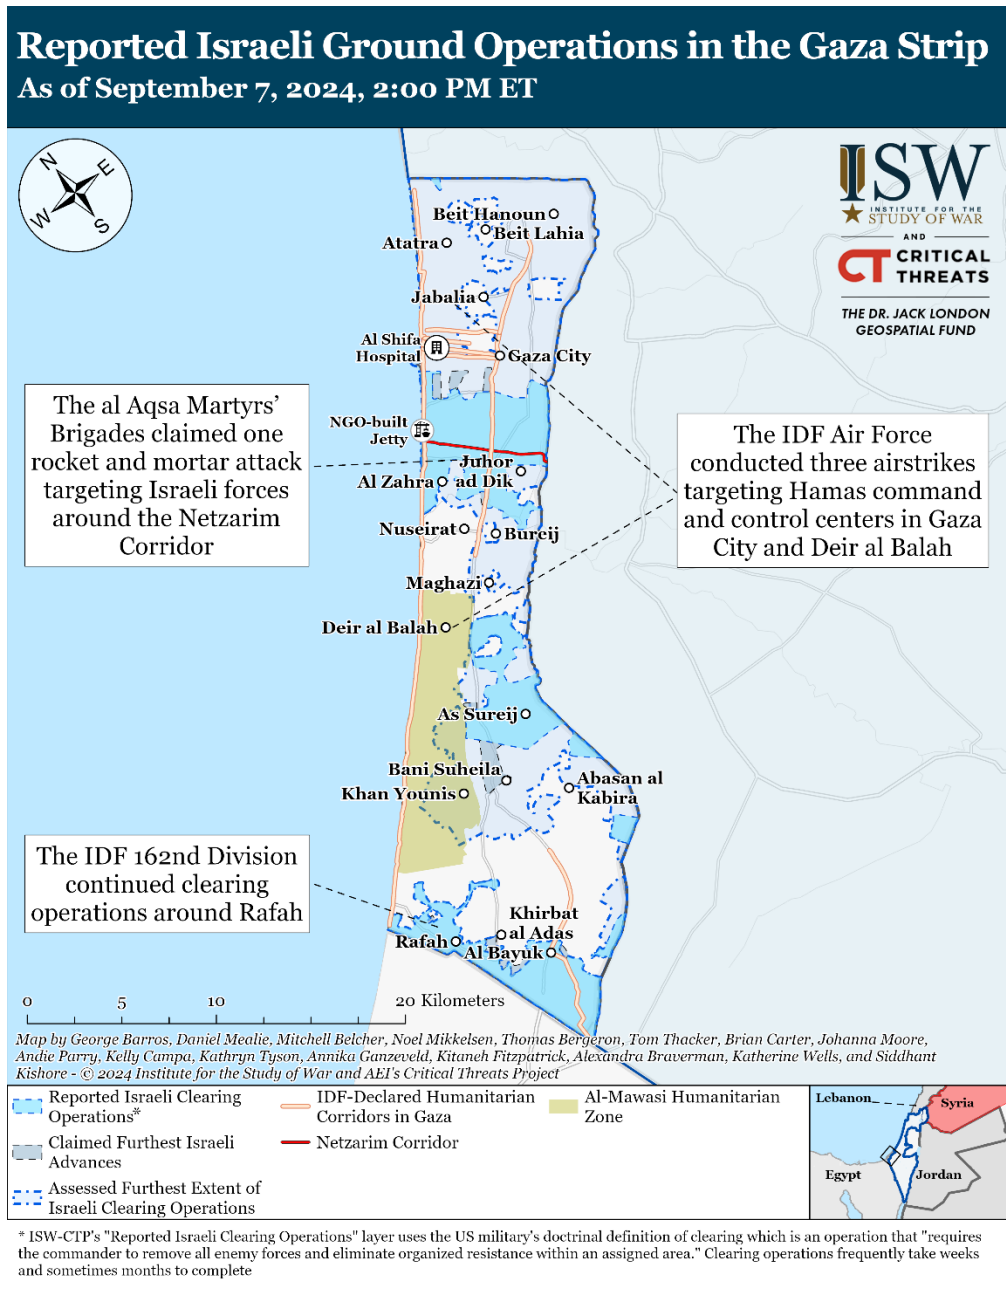 Reported Israeli Ground Operations in the Gaza Strip
As of September 7, 2024, 2:00 PM ET
N
E
W
S
ISW
INSTITUTE FOR THE
STUDY OF WAR
AND
CT CRITICAL
THREATS
THE DR. JACK LONDON
GEOSPATIAL FUND
Beit Hanoun
Beit Lahia
Atatra
Jabalia
Al Shifa
Hospital
Gaza City
The al Aqsa Martyrs'
Brigades claimed one
rocket and mortar attack
targeting Israeli forces
around the Netzarim
Corridor
NGO-built
Jetty
The IDF Air Force
conducted three airstrikes
targeting Hamas command
and control centers in Gaza
City and Deir al Balah
Juhor
ad Dik
Al Zahra
Nuseirat
Bureij
Maghazi
Deir al Balah
As Sureij
Bani Suheila
Khan Younis
Abasan al
Kabira
The IDF 162nd Division
continued clearing
operations around Rafah
Khirbat
al Adas
Rafah
Al Bayuk
0 5 10 20 Kilometers
Map by George Barros, Daniel Mealie, Mitchell Belcher, Noel Mikkelsen, Thomas Bergeron, Tom Thacker, Brian Carter, Johanna Moore,
Andie Parry, Kelly Campa, Kathryn Tyson, Annika Ganzeveld, Kitaneh Fitzpatrick, Alexandra Braverman, Katherine Wells, and Siddhant
Kishore - © 2024 Institute for the Study of War and AEI's Critical Threats Project
Reported Israeli Clearing
Operations*
Claimed Furthest Israeli
Advances
Assessed Furthest Extent of
Israeli Clearing Operations
IDF-Declared Humanitarian
Corridors in Gaza
Netzarim Corridor
Al-Mawasi Humanitarian
Zone
Lebanon
Syria
Egypt
Jordan
* ISW-CTP's "Reported Israeli Clearing Operations" layer uses the US military's doctrinal definition of clearing which is an operation that "requires
the commander to remove all enemy forces and eliminate organized resistance within an assigned area." Clearing operations frequently take weeks
and sometimes months to complete